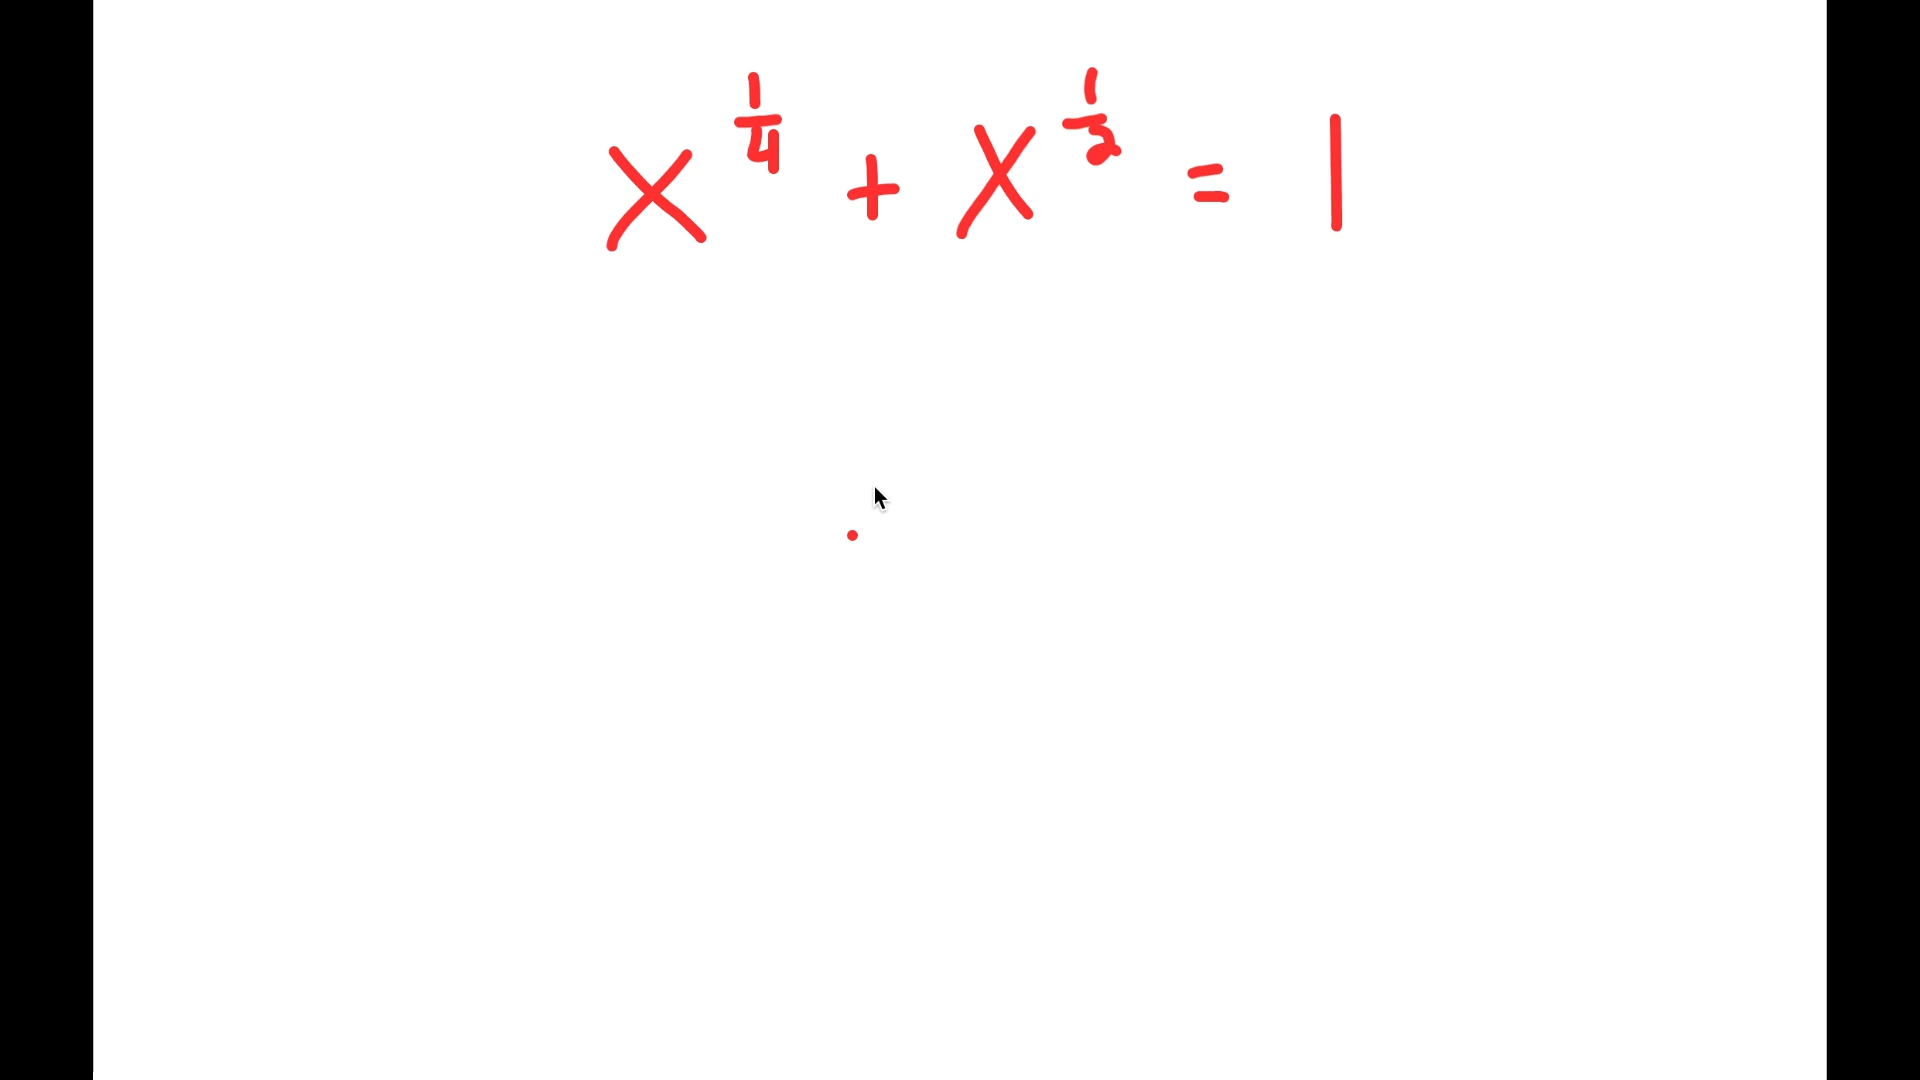 x^{1/4} + x^{1/2} = 1